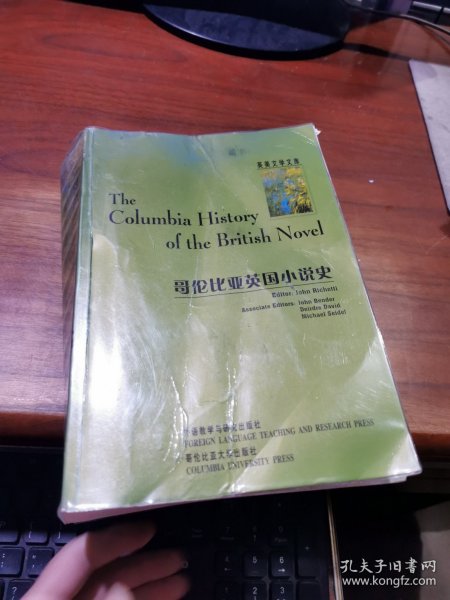 英美文学文库
The
Columbia History
of the British Novel
哥伦比亚英国小说史
Editor: John Richetti
Associate Editors: John Bender
Deirdre David
Michael Seidel
外语教学与研究出版社
FOREIGN LANGUAGE TEACHING AND RESEARCH PRESS
哥伦比亚大学出版社
COLUMBIA UNIVERSITY PRESS
孔夫子旧书网
www.kongfz.com